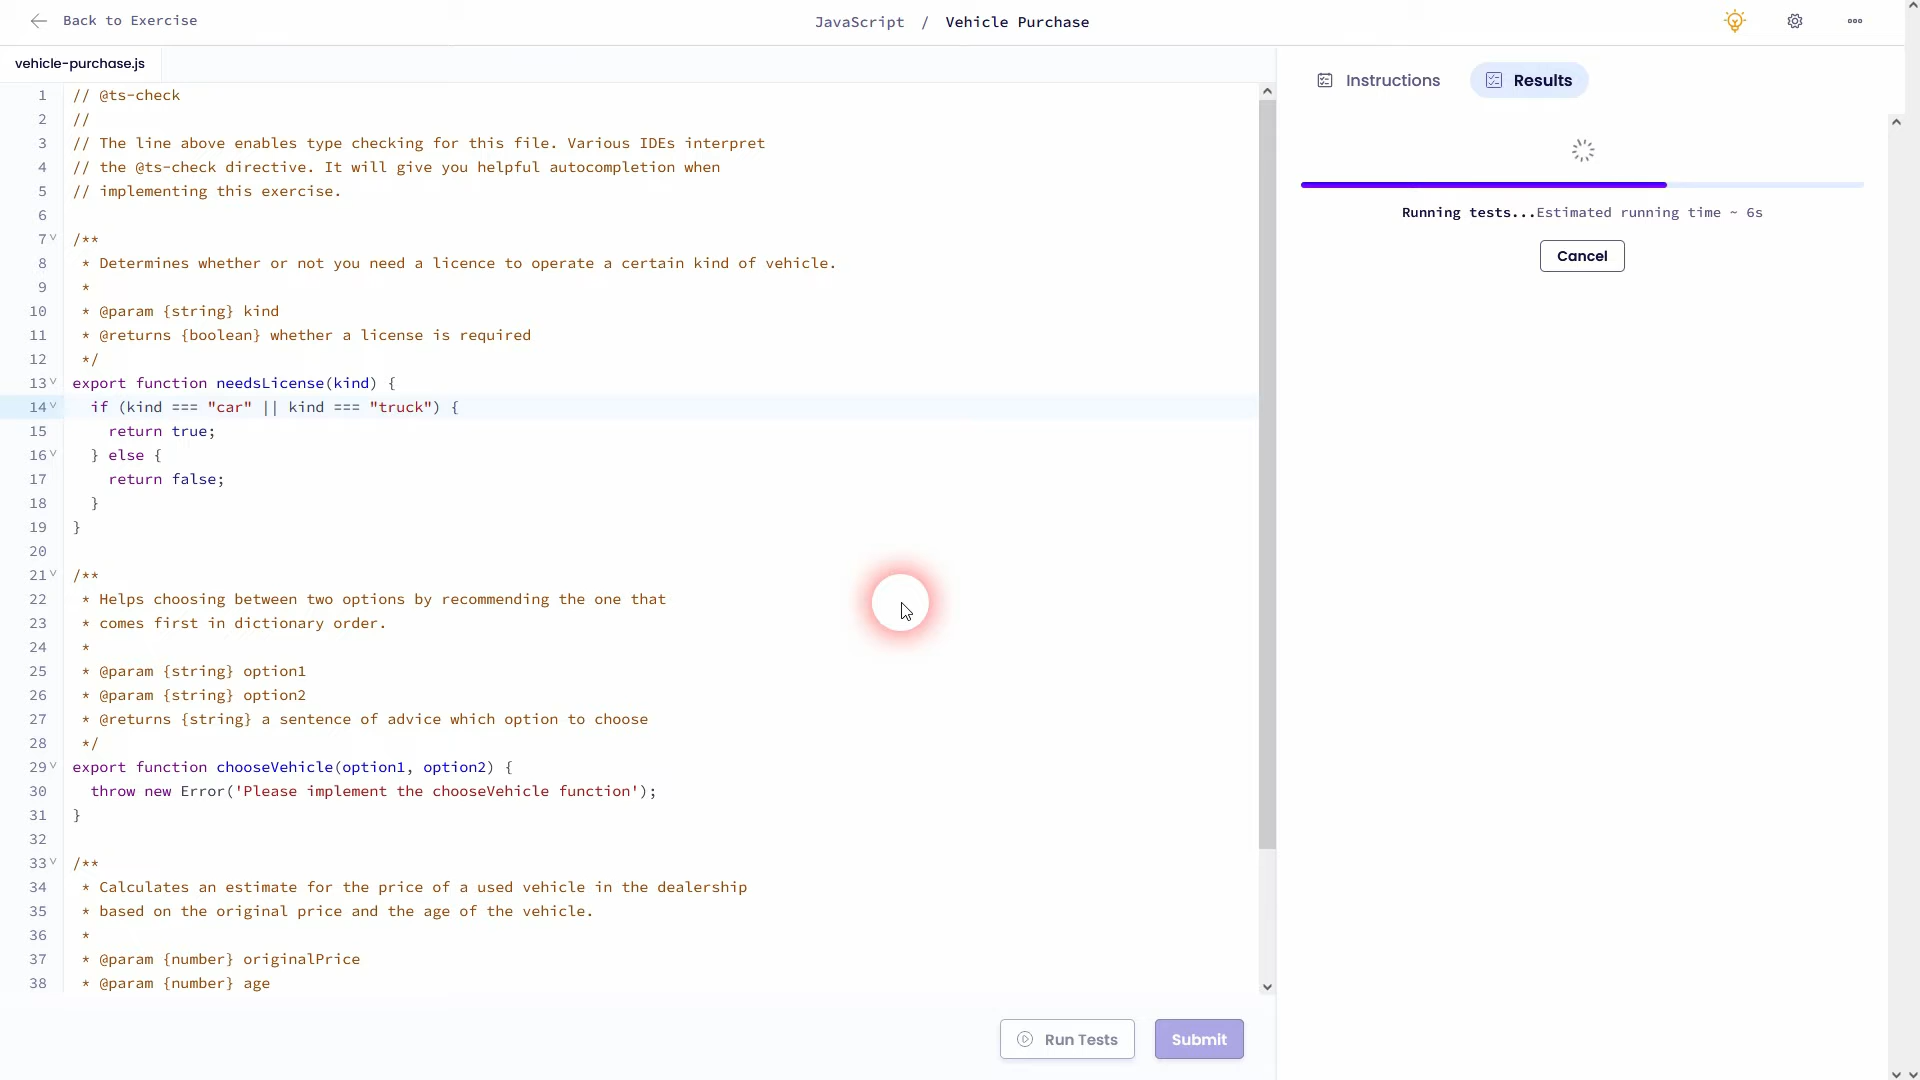 Back to Exercise
JavaScript / Vehicle Purchase
vehicle-purchase.js
Instructions
Results
1 // @ts-check
2 //
3 // The line above enables type checking for this file. Various IDEs interpret
4 // the @ts-check directive. It will give you helpful autocompletion when
5 // implementing this exercise.
6
7 /**
8 * Determines whether or not you need a licence to operate a certain kind of vehicle.
9 *
10 * @param {string} kind
11 * @returns {boolean} whether a license is required
12 */
13 export function needsLicense(kind) {
14 if (kind === "car" || kind === "truck") {
15 return true;
16 } else {
17 return false;
18 }
19 }
20
21 /**
22 * Helps choosing between two options by recommending the one that
23 * comes first in dictionary order.
24 *
25 * @param {string} option1
26 * @param {string} option2
27 * @returns {string} a sentence of advice which option to choose
28 */
29 export function chooseVehicle(option1, option2) {
30 throw new Error('Please implement the chooseVehicle function');
31 }
32
33 /**
34 * Calculates an estimate for the price of a used vehicle in the dealership
35 * based on the original price and the age of the vehicle.
36 *
37 * @param {number} originalPrice
38 * @param {number} age
Running tests...Estimated running time ~ 6s
Cancel
Run Tests
Submit